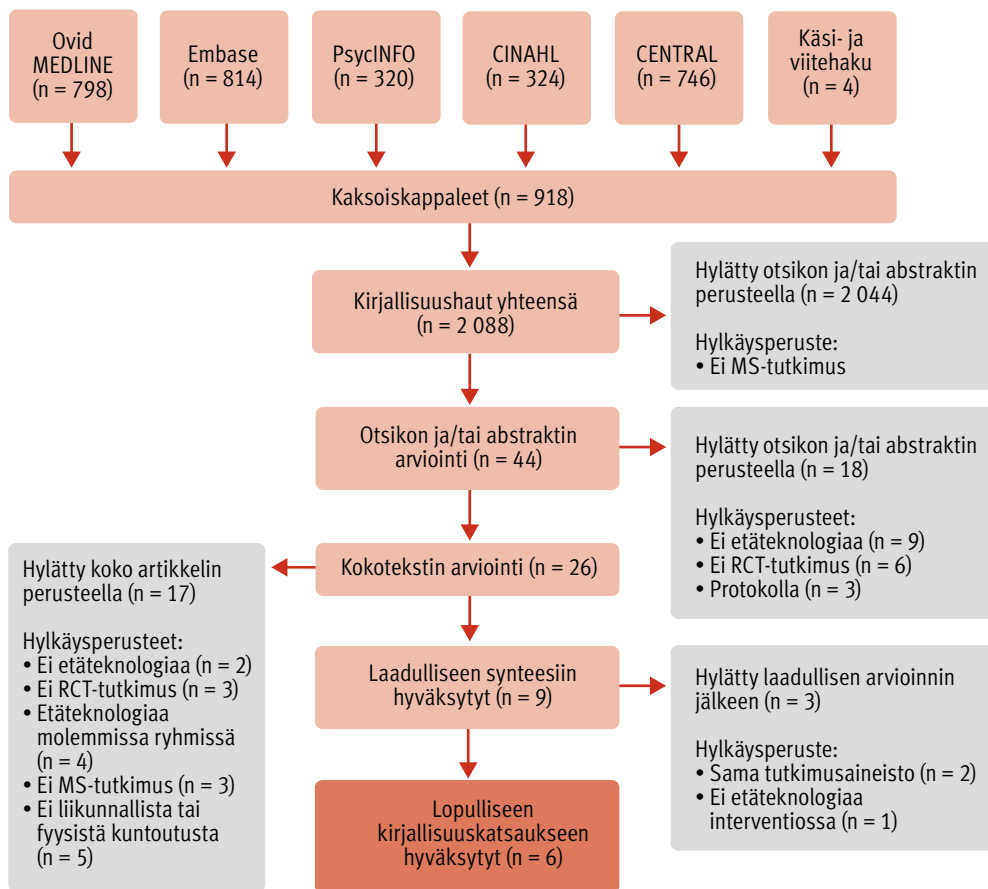 Ovid
MEDLINE
(n = 798)
Embase
(n = 814)
PsycINFO
(n = 320)
CINAHL
(n = 324)
CENTRAL
(n = 746)
Käsi- ja
viitehaku
(n = 4)
Kaksoiskappaleet (n = 918)
Kirjallisuushaut yhteensä
(n = 2 088)
Hylätty otsikon ja/tai abstraktin
perusteella (n = 2 044)
Hylkäysperuste:
• Ei MS-tutkimus
Otsikon ja/tai abstraktin
arviointi (n = 44)
Hylätty otsikon ja/tai abstraktin
perusteella (n = 18)
Hylkäysperusteet:
• Ei etäteknologiaa (n = 9)
• Ei RCT-tutkimus (n = 6)
• Protokolla (n = 3)
Kokotekstin arviointi (n = 26)
Hylätty koko artikkelin
perusteella (n = 17)
Hylkäysperusteet:
• Ei etäteknologiaa (n = 2)
• Ei RCT-tutkimus (n = 3)
• Etäteknologiaa
molemmissa ryhmissä
(n = 4)
• Ei MS-tutkimus (n = 3)
• Ei liikunnallista tai
fyysistä kuntoutusta
(n = 5)
Laadulliseen synteesiin
hyväksytyt (n = 9)
Hylätty laadullisen arvioinnin
jälkeen (n = 3)
Hylkäysperuste:
• Sama tutkimusaineisto (n = 2)
• Ei etäteknologiaa
interventiossa (n = 1)
Lopulliseen
kirjallisuuskatsaukseen
hyväksytyt (n = 6)